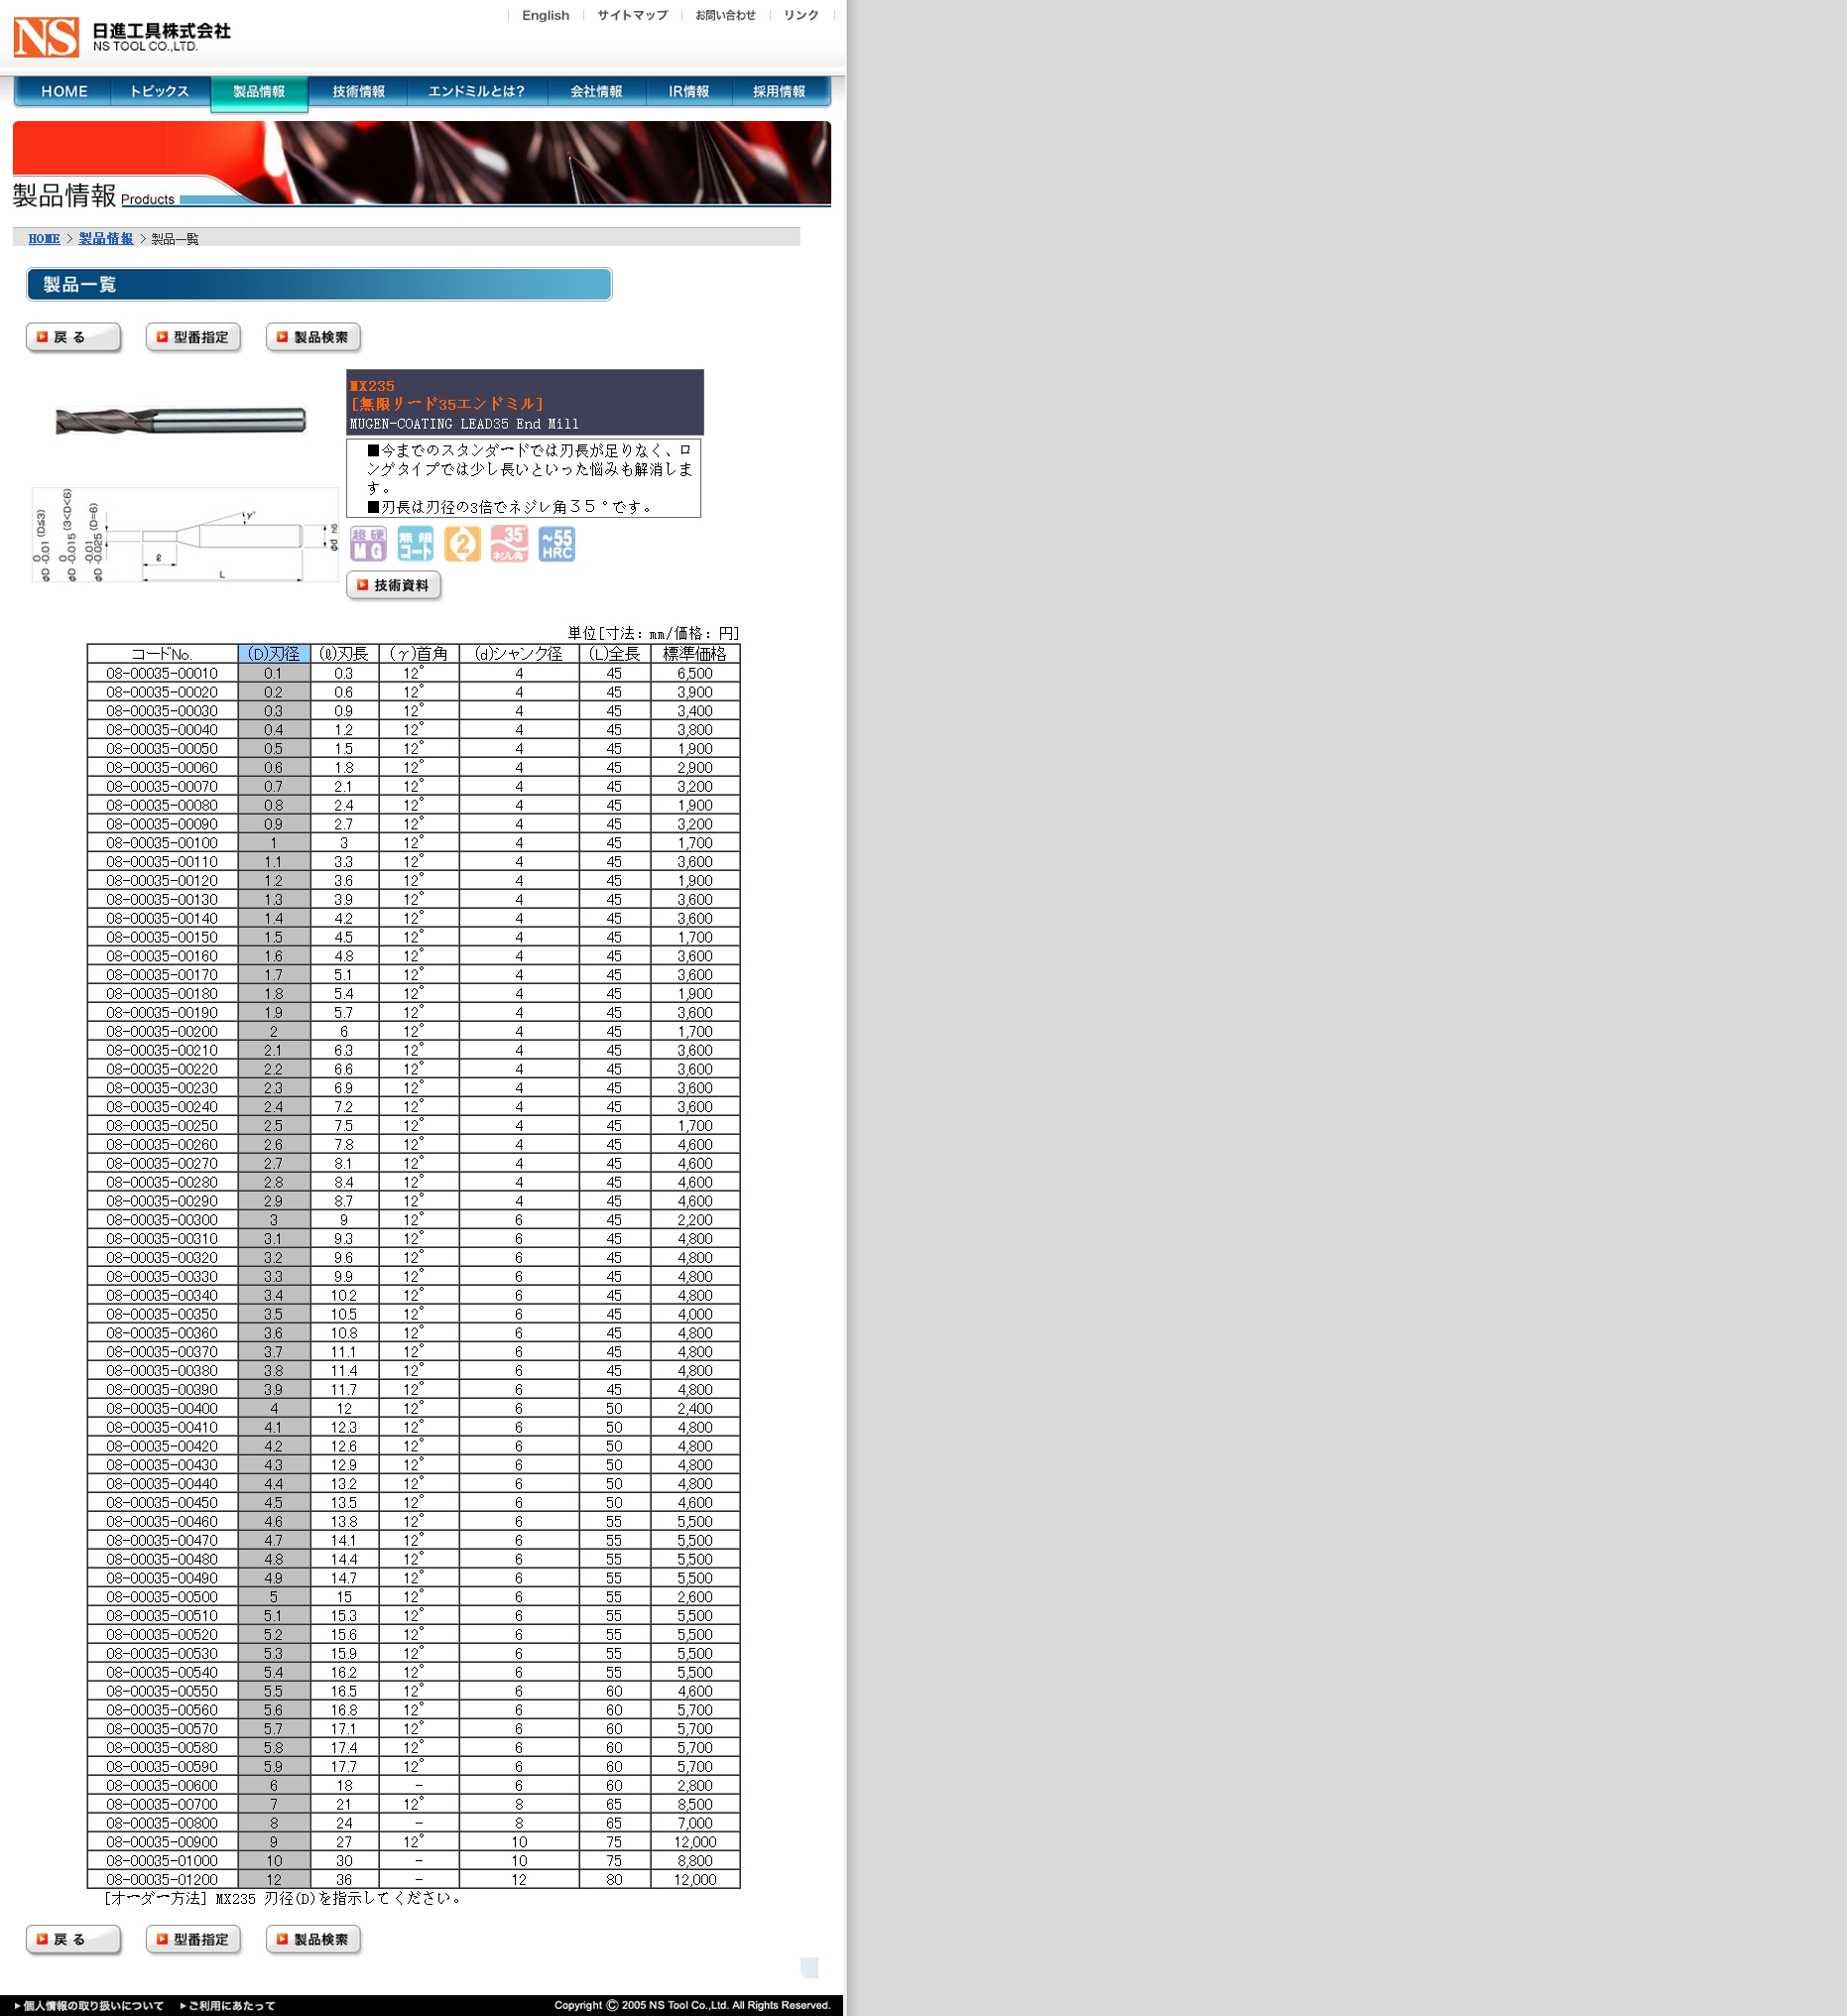 English サイトマップ お問い合わせ リンク
NS 日進工具株式会社
NS TOOL CO.,LTD.
HOME トピックス 製品情報 技術情報 エンドミルとは? 会社情報 IR情報 採用情報
製品情報 Products
HOME > 製品情報 > 製品一覧
製品一覧
戻る 型番指定 製品検索
MX235
[無限リード35エンドミル]
MUGEN-COATING LEAD35 End Mill
■今までのスタンダードでは刃長が足りなく、ロ
ングタイプでは少し長いといった悩みも解消しま
す。
■刃長は刃径の3倍でネジレ角35°です。
0
φD -0.01 (D≦3)
0
φD -0.015 (3<D<6)
-0.01
φD -0.025 (D=6)
γ°
ℓ
L
φd h6
超硬 MG
無限 コート
2
35° ネジレ角
~55 HRC
技術資料
単位[寸法：mm/価格：円]
コードNo. (D)刃径 (ℓ)刃長 (γ)首角 (d)シャンク径 (L)全長 標準価格
08-00035-00010 0.1 0.3 12° 4 45 6,500
08-00035-00020 0.2 0.6 12° 4 45 3,900
08-00035-00030 0.3 0.9 12° 4 45 3,400
08-00035-00040 0.4 1.2 12° 4 45 3,800
08-00035-00050 0.5 1.5 12° 4 45 1,900
08-00035-00060 0.6 1.8 12° 4 45 2,900
08-00035-00070 0.7 2.1 12° 4 45 3,200
08-00035-00080 0.8 2.4 12° 4 45 1,900
08-00035-00090 0.9 2.7 12° 4 45 3,200
08-00035-00100 1 3 12° 4 45 1,700
08-00035-00110 1.1 3.3 12° 4 45 3,600
08-00035-00120 1.2 3.6 12° 4 45 1,900
08-00035-00130 1.3 3.9 12° 4 45 3,600
08-00035-00140 1.4 4.2 12° 4 45 3,600
08-00035-00150 1.5 4.5 12° 4 45 1,700
08-00035-00160 1.6 4.8 12° 4 45 3,600
08-00035-00170 1.7 5.1 12° 4 45 3,600
08-00035-00180 1.8 5.4 12° 4 45 1,900
08-00035-00190 1.9 5.7 12° 4 45 3,600
08-00035-00200 2 6 12° 4 45 1,700
08-00035-00210 2.1 6.3 12° 4 45 3,600
08-00035-00220 2.2 6.6 12° 4 45 3,600
08-00035-00230 2.3 6.9 12° 4 45 3,600
08-00035-00240 2.4 7.2 12° 4 45 3,600
08-00035-00250 2.5 7.5 12° 4 45 1,700
08-00035-00260 2.6 7.8 12° 4 45 4,600
08-00035-00270 2.7 8.1 12° 4 45 4,600
08-00035-00280 2.8 8.4 12° 4 45 4,600
08-00035-00290 2.9 8.7 12° 4 45 4,600
08-00035-00300 3 9 12° 6 45 2,200
08-00035-00310 3.1 9.3 12° 6 45 4,800
08-00035-00320 3.2 9.6 12° 6 45 4,800
08-00035-00330 3.3 9.9 12° 6 45 4,800
08-00035-00340 3.4 10.2 12° 6 45 4,800
08-00035-00350 3.5 10.5 12° 6 45 4,000
08-00035-00360 3.6 10.8 12° 6 45 4,800
08-00035-00370 3.7 11.1 12° 6 45 4,800
08-00035-00380 3.8 11.4 12° 6 45 4,800
08-00035-00390 3.9 11.7 12° 6 45 4,800
08-00035-00400 4 12 12° 6 50 2,400
08-00035-00410 4.1 12.3 12° 6 50 4,800
08-00035-00420 4.2 12.6 12° 6 50 4,800
08-00035-00430 4.3 12.9 12° 6 50 4,800
08-00035-00440 4.4 13.2 12° 6 50 4,800
08-00035-00450 4.5 13.5 12° 6 50 4,600
08-00035-00460 4.6 13.8 12° 6 55 5,500
08-00035-00470 4.7 14.1 12° 6 55 5,500
08-00035-00480 4.8 14.4 12° 6 55 5,500
08-00035-00490 4.9 14.7 12° 6 55 5,500
08-00035-00500 5 15 12° 6 55 2,600
08-00035-00510 5.1 15.3 12° 6 55 5,500
08-00035-00520 5.2 15.6 12° 6 55 5,500
08-00035-00530 5.3 15.9 12° 6 55 5,500
08-00035-00540 5.4 16.2 12° 6 55 5,500
08-00035-00550 5.5 16.5 12° 6 60 4,600
08-00035-00560 5.6 16.8 12° 6 60 5,700
08-00035-00570 5.7 17.1 12° 6 60 5,700
08-00035-00580 5.8 17.4 12° 6 60 5,700
08-00035-00590 5.9 17.7 12° 6 60 5,700
08-00035-00600 6 18 - 6 60 2,800
08-00035-00700 7 21 12° 8 65 8,500
08-00035-00800 8 24 - 8 65 7,000
08-00035-00900 9 27 12° 10 75 12,000
08-00035-01000 10 30 - 10 75 8,800
08-00035-01200 12 36 - 12 80 12,000
[オーダー方法] MX235 刃径(D)を指示してください。
戻る 型番指定 製品検索
個人情報の取り扱いについて ご利用にあたって Copyright © 2005 NS Tool Co.,Ltd. All Rights Reserved.